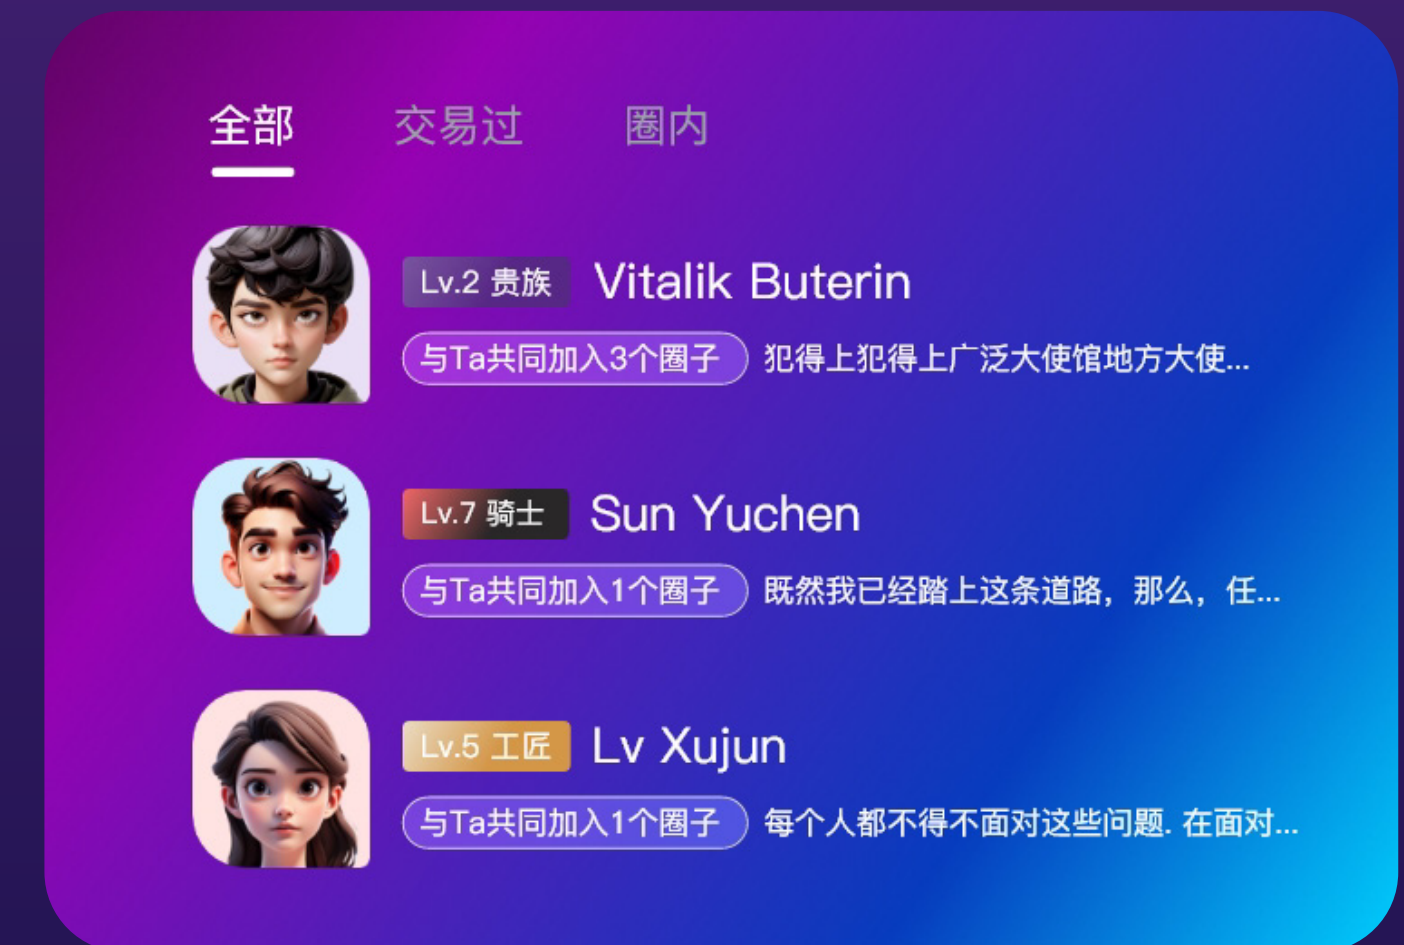 全部 交易过 圈内
Lv.2 贵族 Vitalik Buterin
与Ta共同加入3个圈子 犯得上犯得上广泛大使馆地方大使...
Lv.7 骑士 Sun Yuchen
与Ta共同加入1个圈子 既然我已经踏上这条道路，那么，任...
Lv.5 工匠 Lv Xujun
与Ta共同加入1个圈子 每个人都不得不面对这些问题. 在面对...